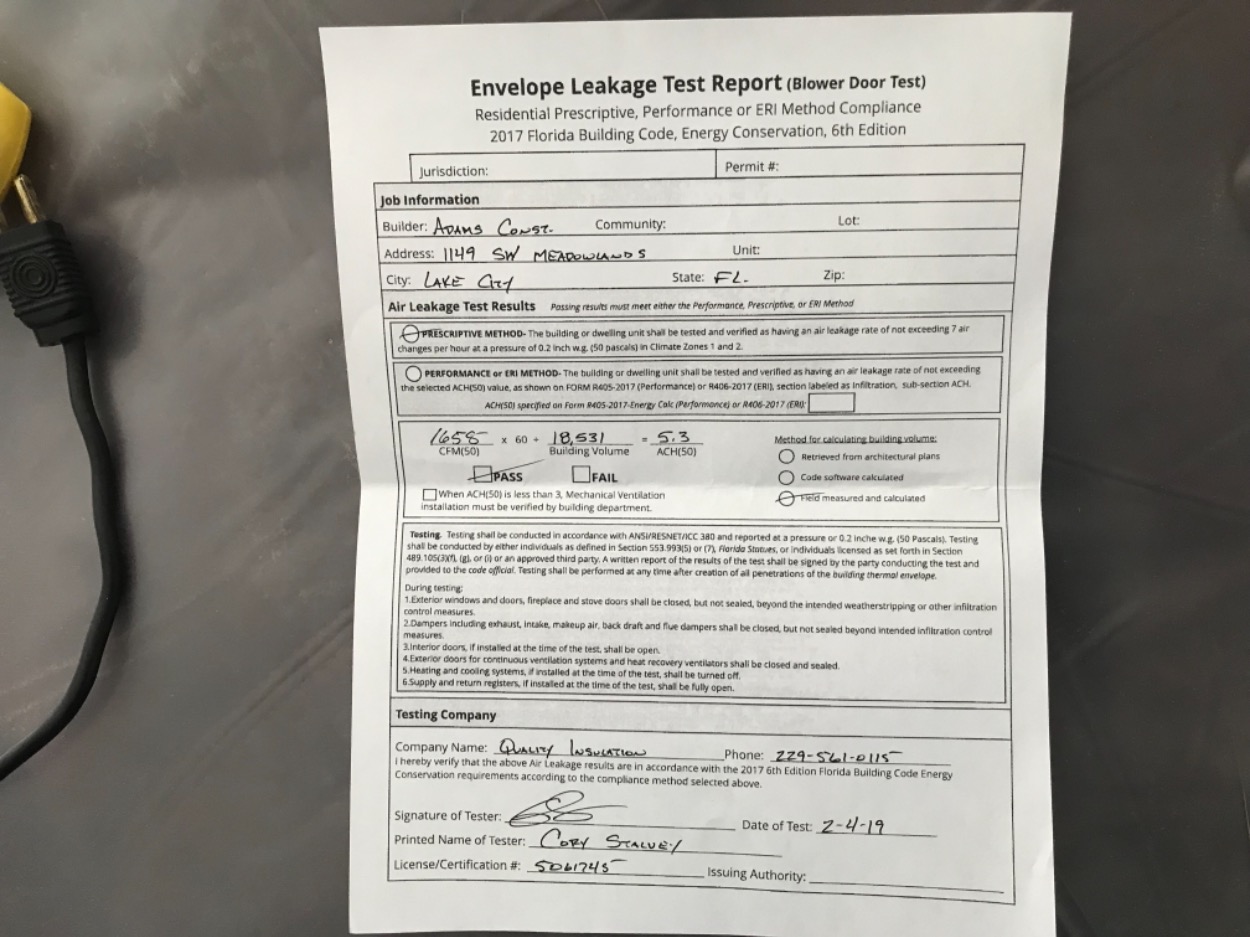 Envelope Leakage Test Report (Blower Door Test)
Residential Prescriptive, Performance or ERI Method Compliance
2017 Florida Building Code, Energy Conservation, 6th Edition
Jurisdiction: Permit #:
Job Information
Builder: ADAMS CONST. Community: Lot:
Address: 1149 SW MEADOWLANDS Unit:
City: LAKE CITY State: FL. Zip:
Air Leakage Test Results Passing results must meet either the Performance, Prescriptive, or ERI Method
PRESCRIPTIVE METHOD- The building or dwelling unit shall be tested and verified as having an air leakage rate of not exceeding 7 air
changes per hour at a pressure of 0.2 inch w.g. (50 pascals) in Climate Zones 1 and 2.
PERFORMANCE or ERI METHOD- The building or dwelling unit shall be tested and verified as having an air leakage rate of not exceeding
the selected ACH(50) value, as shown on FORM R405-2017 (Performance) or R406-2017 (ERI), section labeled as infiltration, sub-section ACH.
ACH(50) specified on Form R405-2017-Energy Calc (Performance) or R406-2017 (ERI):
1658 x 60 ÷ 18,531 = 5.3
CFM(50) Building Volume ACH(50)
PASS FAIL
When ACH(50) is less than 3, Mechanical Ventilation
installation must be verified by building department.
Method for calculating building volume:
Retrieved from architectural plans
Code software calculated
Field measured and calculated
Testing. Testing shall be conducted in accordance with ANSI/RESNET/ICC 380 and reported at a pressure or 0.2 inche w.g. (50 Pascals). Testing
shall be conducted by either individuals as defined in Section 553.993(5) or (7), Florida Statues, or individuals licensed as set forth in Section
489.105(3)(f), (g), or (i) or an approved third party. A written report of the results of the test shall be signed by the party conducting the test and
provided to the code official. Testing shall be performed at any time after creation of all penetrations of the building thermal envelope.
During testing:
1.Exterior windows and doors, fireplace and stove doors shall be closed, but not sealed, beyond the intended weatherstripping or other infiltration
control measures.
2.Dampers including exhaust, intake, makeup air, back draft and flue dampers shall be closed, but not sealed beyond intended infiltration control
measures.
3.Interior doors, if installed at the time of the test, shall be open.
4.Exterior doors for continuous ventilation systems and heat recovery ventilators shall be closed and sealed.
5.Heating and cooling systems, if installed at the time of the test, shall be turned off.
6.Supply and return registers, if installed at the time of the test, shall be fully open.
Testing Company
Company Name: QUALITY INSULATION Phone: 229-561-0115
I hereby verify that the above Air Leakage results are in accordance with the 2017 6th Edition Florida Building Code Energy
Conservation requirements according to the compliance method selected above.
Signature of Tester: Date of Test: 2-4-19
Printed Name of Tester: CORY STALVEY
License/Certification #: 5061745
Issuing Authority: